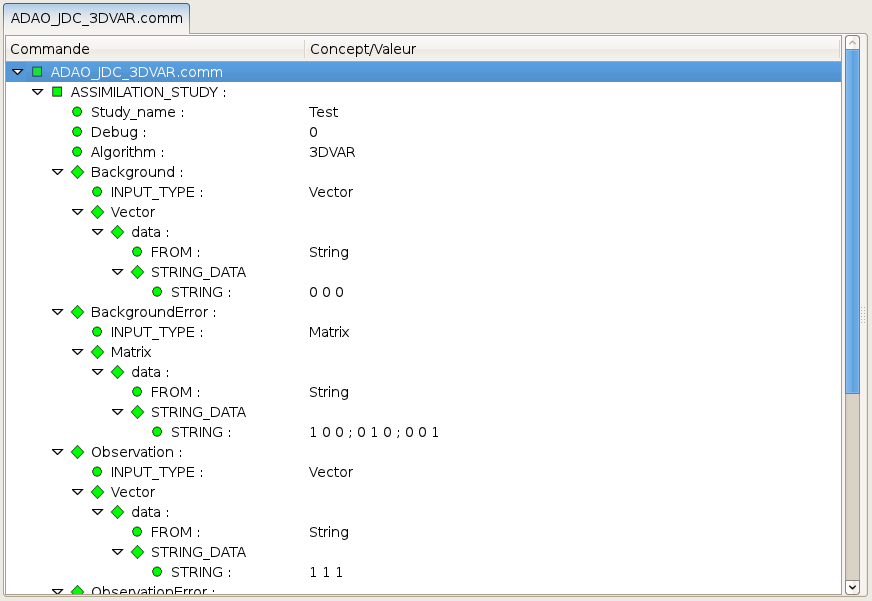 ADAO_JDC_3DVAR.comm
Commande Concept/Valeur
ADAO_JDC_3DVAR.comm
ASSIMILATION_STUDY :
Study_name : Test
Debug : 0
Algorithm : 3DVAR
Background :
INPUT_TYPE : Vector
Vector
data :
FROM : String
STRING_DATA
STRING : 0 0 0
BackgroundError :
INPUT_TYPE : Matrix
Matrix
data :
FROM : String
STRING_DATA
STRING : 1 0 0 ; 0 1 0 ; 0 0 1
Observation :
INPUT_TYPE : Vector
Vector
data :
FROM : String
STRING_DATA
STRING : 1 1 1
ObservationError :